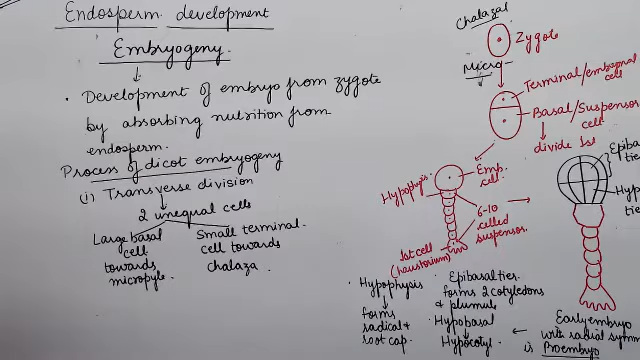 Endosperm development
Embryogeny
• Development of embryo from zygote
by absorbing nutrition from
endosperm.
Process of dicot embryogeny
(i) Transverse division
2 unequal cells
Large basal
cell
towards
micropyle.
Small terminal
cell towards
chalaza
Chalazal
Zygote
Micro-
Terminal/embryonal
cell
Basal/Suspensor
cell
divide 1st
Hypophysis
Emb.
cell
6-10
celled
suspensor
1st cell
(haustorium)
Epibasal
tier
Hypo
tier
• Hypophysis
forms
radical &
root cap.
Epibasal tier
forms 2 cotyledons
& plumule
• Hypobasal
Hypocotyl
Early embryo
with radial symm
is Proembryo